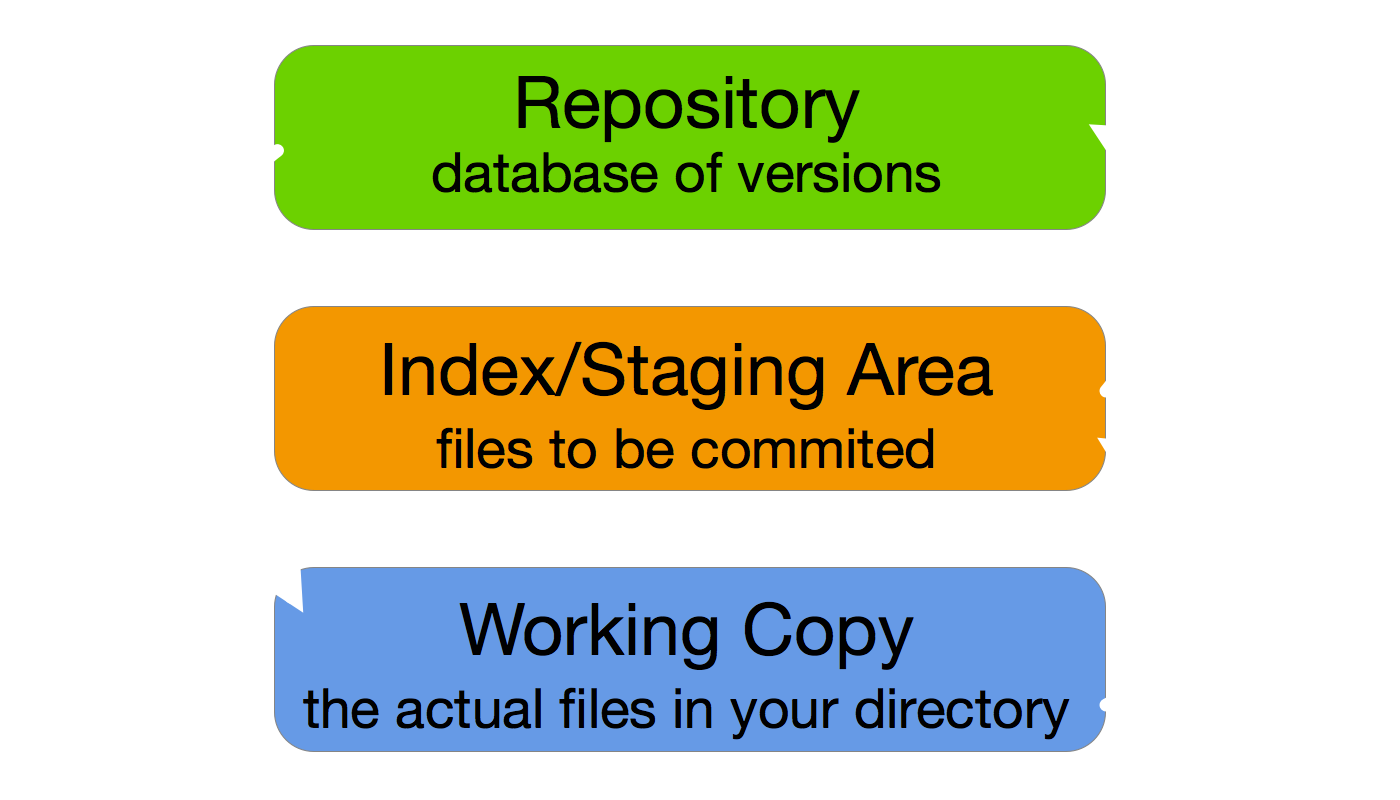 Repository
database of versions
Index/Staging Area
files to be commited
Working Copy
the actual files in your directory